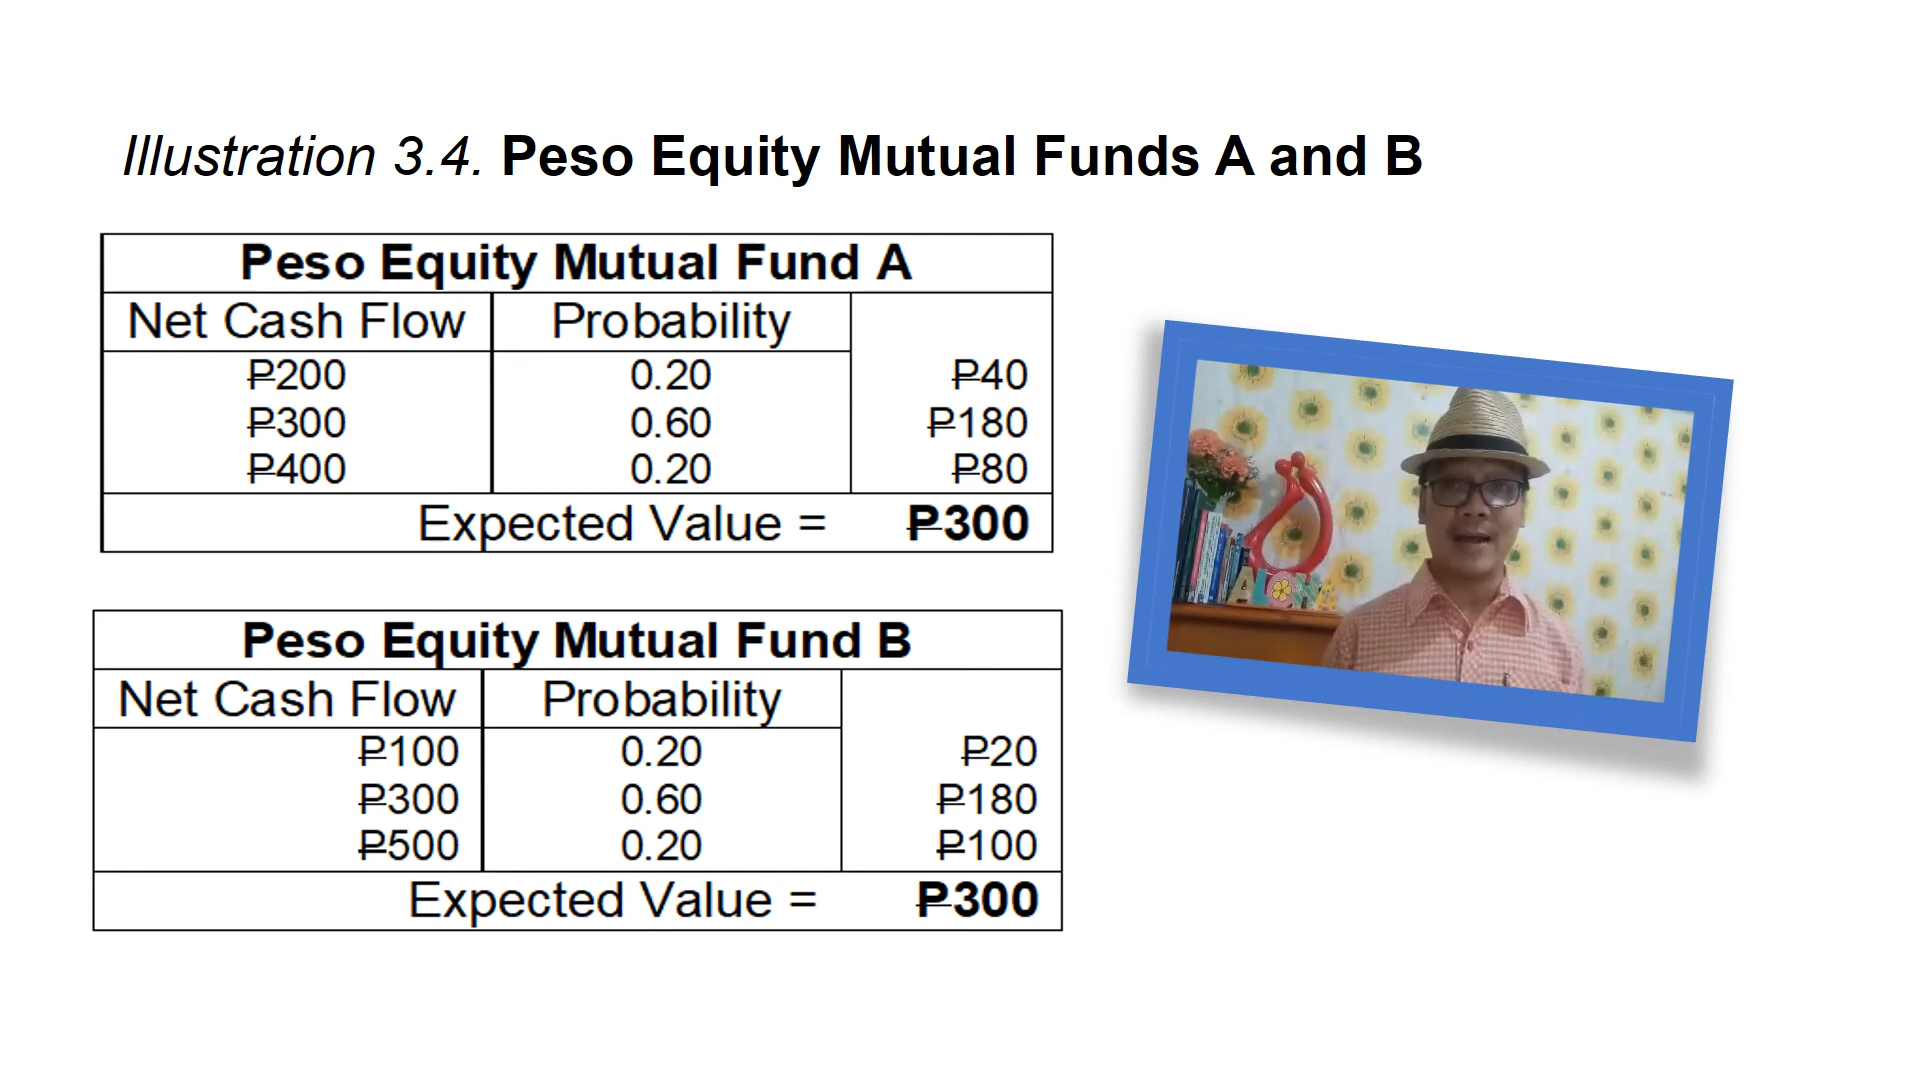 Illustration 3.4. Peso Equity Mutual Funds A and B
Peso Equity Mutual Fund A
Net Cash Flow Probability
₱200 0.20 ₱40
₱300 0.60 ₱180
₱400 0.20 ₱80
Expected Value = ₱300
Peso Equity Mutual Fund B
Net Cash Flow Probability
₱100 0.20 ₱20
₱300 0.60 ₱180
₱500 0.20 ₱100
Expected Value = ₱300
ALOHA